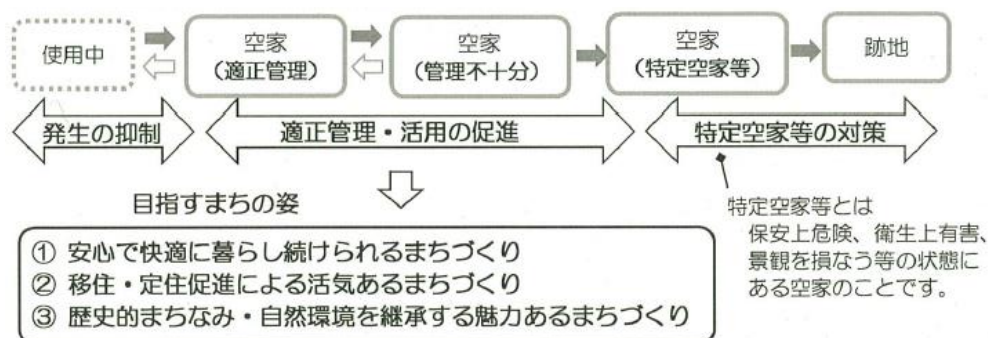 使用中
空家
（適正管理）
空家
（管理不十分）
空家
（特定空家等）
跡地
発生の抑制
適正管理・活用の促進
特定空家等の対策
目指すまちの姿
① 安心で快適に暮らし続けられるまちづくり
② 移住・定住促進による活気あるまちづくり
③ 歴史的まちなみ・自然環境を継承する魅力あるまちづくり
特定空家等とは
保安上危険、衛生上有害、
景観を損なう等の状態に
ある空家のことです。